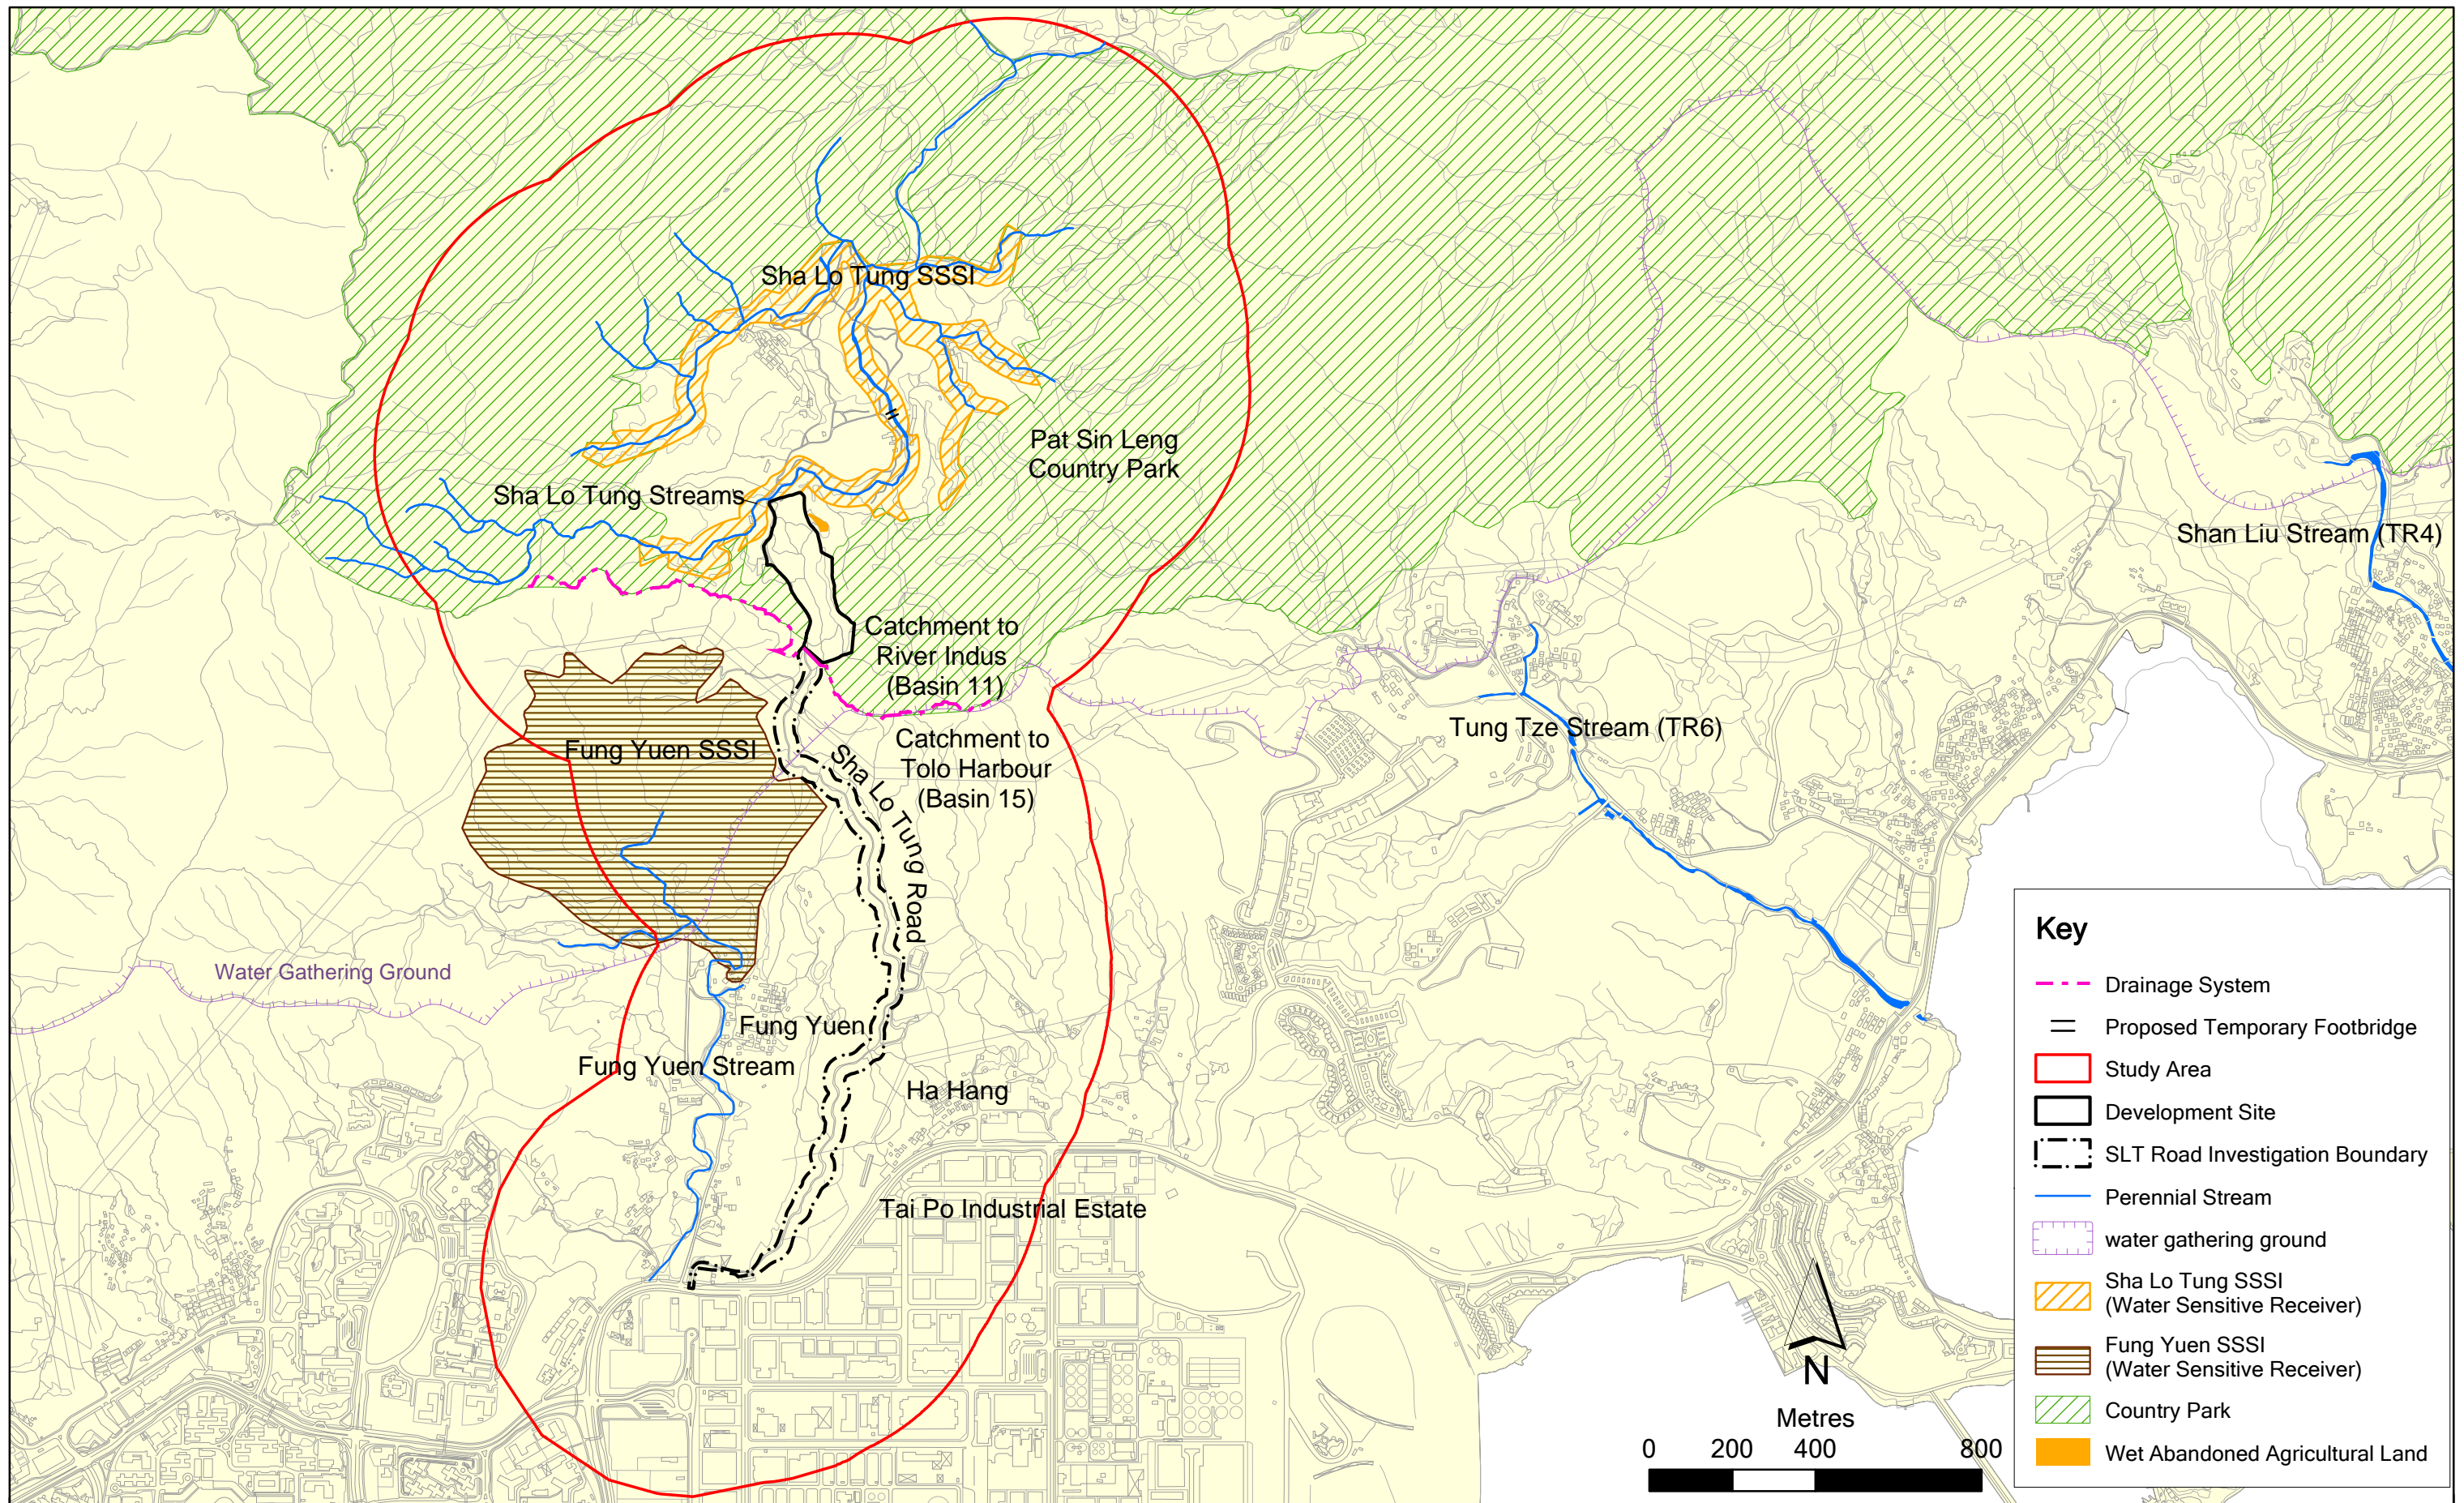 Sha Lo Tung SSSI
Pat Sin Leng
Country Park
Sha Lo Tung Streams
Shan Liu Stream (TR4)
Catchment to
River Indus
(Basin 11)
Tung Tze Stream (TR6)
Fung Yuen SSSI
Catchment to
Tolo Harbour
(Basin 15)
Sha Lo Tung Road
Water Gathering Ground
Fung Yuen
Fung Yuen Stream
Ha Hang
Tai Po Industrial Estate
Key
Drainage System
Proposed Temporary Footbridge
Study Area
Development Site
SLT Road Investigation Boundary
Perennial Stream
water gathering ground
Sha Lo Tung SSSI
(Water Sensitive Receiver)
Fung Yuen SSSI
(Water Sensitive Receiver)
Country Park
Wet Abandoned Agricultural Land
N
Metres
0 200 400 800